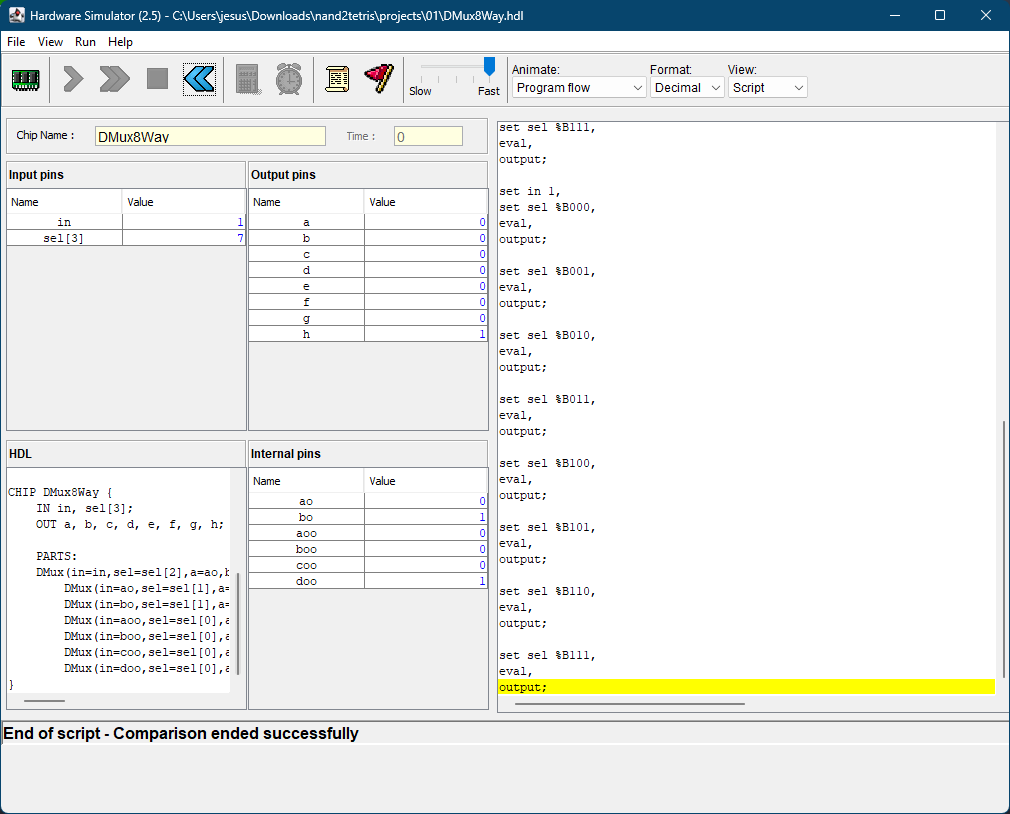 Hardware Simulator (2.5) - C:\Users\jesus\Downloads\nand2tetris\projects\01\DMux8Way.hdl
File View Run Help
Slow Fast
Animate: Format: View:
Program flow Decimal Script
Chip Name : DMux8Way Time : 0
Input pins
Name Value
in 1
sel[3] 7
Output pins
Name Value
a 0
b 0
c 0
d 0
e 0
f 0
g 0
h 1
HDL
CHIP DMux8Way {
IN in, sel[3];
OUT a, b, c, d, e, f, g, h;
PARTS:
DMux(in=in,sel=sel[2],a=ao,b
DMux(in=ao,sel=sel[1],a=
DMux(in=bo,sel=sel[1],a=
DMux(in=aoo,sel=sel[0],a
DMux(in=boo,sel=sel[0],a
DMux(in=coo,sel=sel[0],a
DMux(in=doo,sel=sel[0],a
}
Internal pins
Name Value
ao 0
bo 1
aoo 0
boo 0
coo 0
doo 1
set sel %B111,
eval,
output;
set in 1,
set sel %B000,
eval,
output;
set sel %B001,
eval,
output;
set sel %B010,
eval,
output;
set sel %B011,
eval,
output;
set sel %B100,
eval,
output;
set sel %B101,
eval,
output;
set sel %B110,
eval,
output;
set sel %B111,
eval,
output;
End of script - Comparison ended successfully